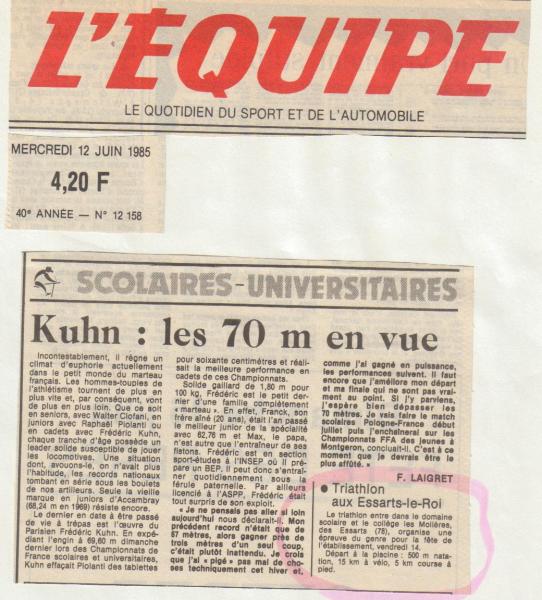 L'ÉQUIPE
LE QUOTIDIEN DU SPORT ET DE L'AUTOMOBILE
MERCREDI 12 JUIN 1985
4,20 F
40e ANNÉE — N° 12 158
SCOLAIRES-UNIVERSITAIRES
Kuhn : les 70 m en vue
Incontestablement, il règne un
climat d'euphorie actuellement
dans le petit monde du marteau
français. Les hommes-toupies de
l'athlétisme tournent de plus en
plus vite et, par conséquent, vont
de plus en plus loin. Que ce soit
en seniors, avec Walter Ciofani, en
juniors avec Raphaël Piolanti ou
en cadets avec Frédéric Kuhn,
chaque tranche d'âge possède un
leader solide susceptible de jouer
les locomotives. Une situation
dont, avouons-le, on n'avait plus
l'habitude, les records nationaux
tombant en série sous les boulets
de nos artilleurs. Seule la vieille
marque en juniors d'Accambray
(68,24 m en 1969) résiste encore.
Le dernier en date à être passé
de vie à trépas est l'œuvre du
Parisien Frédéric Kuhn. En expé-
diant l'engin à 69,60 m dimanche
dernier lors des Championnats de
France scolaires et universitaires,
Kuhn effaçait Piolanti des tablettes
pour soixante centimètres et réali-
sait la meilleure performance en
cadets de ces Championnats.
Solide gaillard de 1,80 m pour
100 kg, Frédéric est le petit der-
nier d'une famille complètement
« marteau ». En effet, Franck, son
frère aîné (20 ans), était l'an passé
le meilleur junior de la spécialité
avec 62,76 m et Max, le papa,
n'est autre que l'entraîneur de ses
fistons. Frédéric est en section
sport-études à l'INSEP où il pré-
pare un BEP. Il peut donc s'entraî-
ner quotidiennement sous la
férule paternelle. Par ailleurs
licencié à l'ASPP, Frédéric était
tout surpris de son exploit.
« Je ne pensais pas aller si loin
aujourd'hui nous déclarait-il. Mon
précédent record n'était que de
67 mètres, alors gagner près de
trois mètres d'un seul coup,
c'était plutôt inattendu. Je crois
que j'ai « pigé » pas mal de cho-
ses techniquement cet hiver et,
comme j'ai gagné en puissance,
les performances suivent. Il faut
encore que j'améliore mon départ
et ma finale qui ne sont pas vrai-
ment au point. Si j'y parviens,
j'espère bien dépasser les
70 mètres. Je vais faire le match
scolaires Pologne-France début
juillet puis j'enchaînerai sur les
Championnats FFA des jeunes à
Montgeron, concluait-il. C'est à ce
moment que je devrais être le
plus affûté. »
F. LAIGRET
• Triathlon
aux Essarts-le-Roi
Le triathlon entre dans le domaine
scolaire et le collège les Molières,
des Essarts (78), organise une
épreuve du genre pour la fête de
l'établissement, vendredi 14.
Départ à la piscine : 500 m nata-
tion, 15 km à vélo, 5 km course à
pied.